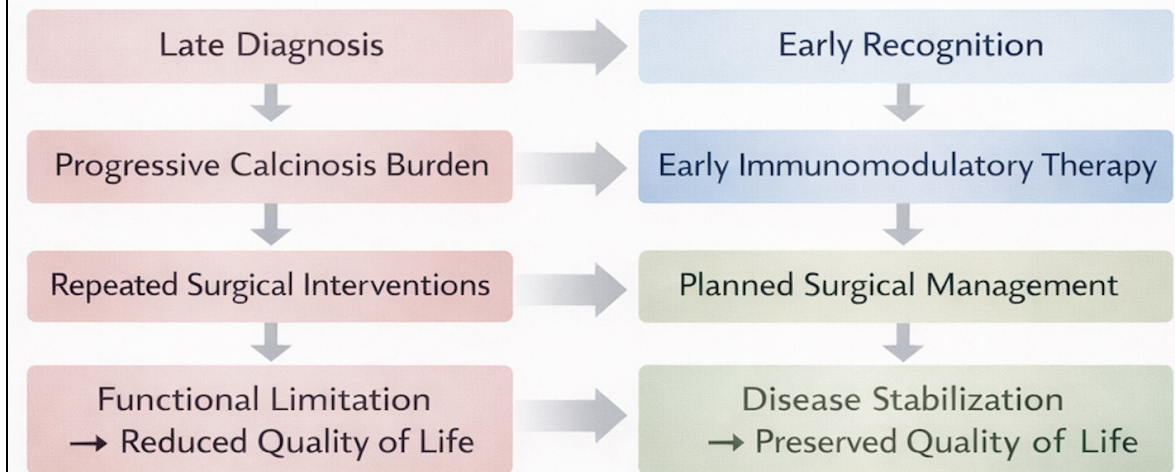 Late Diagnosis
Early Recognition
Progressive Calcinosis Burden
Early Immunomodulatory Therapy
Repeated Surgical Interventions
Planned Surgical Management
Functional Limitation
→ Reduced Quality of Life
Disease Stabilization
→ Preserved Quality of Life